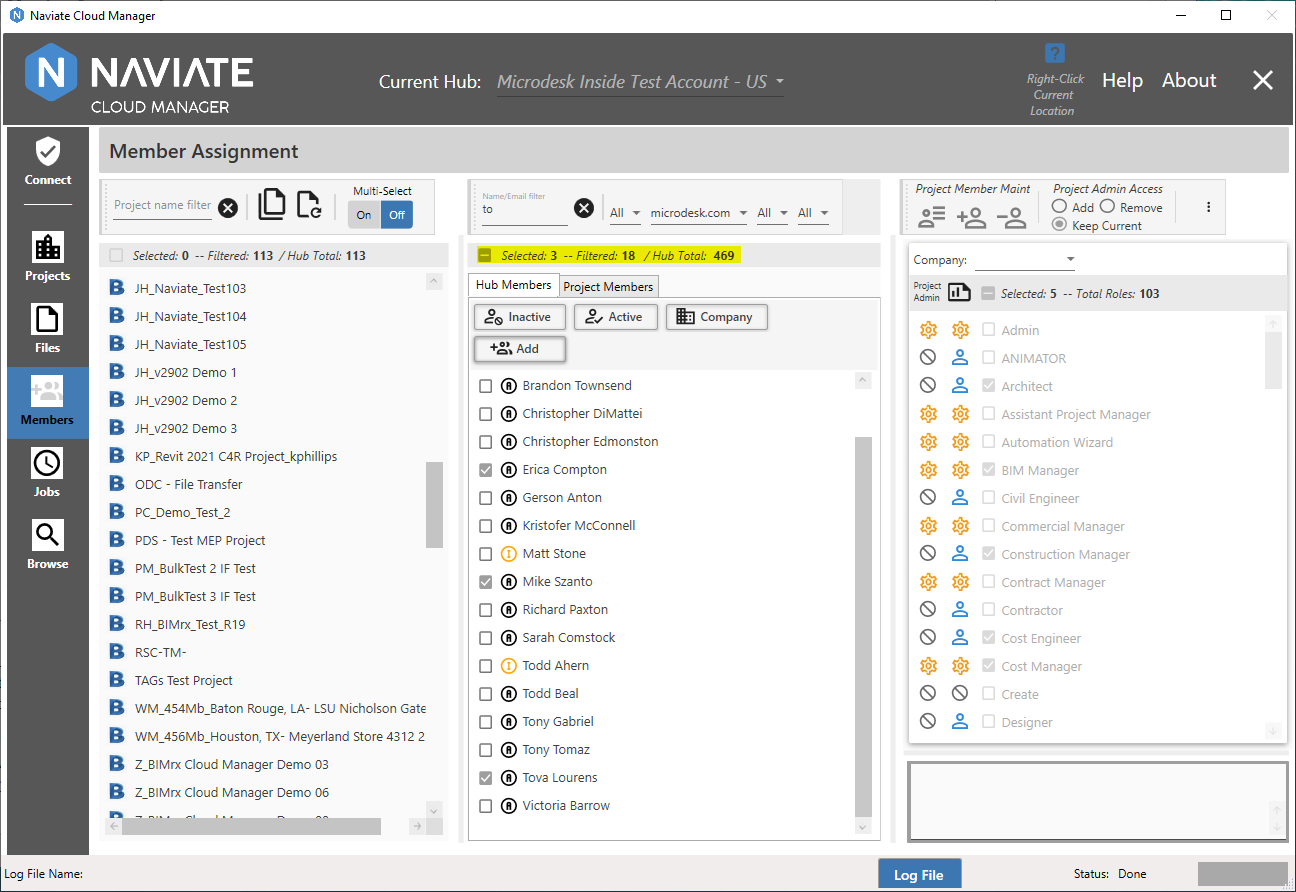 Naviate Cloud Manager
NAVIATE
CLOUD MANAGER
Current Hub: Microdesk Inside Test Account - US
?
Right-Click
Current
Location
Help
About
Connect
Projects
Files
Members
Jobs
Browse
Member Assignment
Project name filter
Multi-Select
On Off
Selected: 0 -- Filtered: 113 / Hub Total: 113
JH_Naviate_Test103
JH_Naviate_Test104
JH_Naviate_Test105
JH_v2902 Demo 1
JH_v2902 Demo 2
JH_v2902 Demo 3
KP_Revit 2021 C4R Project_kphillips
ODC - File Transfer
PC_Demo_Test_2
PDS - Test MEP Project
PM_BulkTest 2 IF Test
PM_BulkTest 3 IF Test
RH_BIMrx_Test_R19
RSC-TM-
TAGs Test Project
WM_454Mb_Baton Rouge, LA- LSU Nicholson Gate
WM_456Mb_Houston, TX- Meyerland Store 4312 2
Z_BIMrx Cloud Manager Demo 03
Z_BIMrx Cloud Manager Demo 06
Name/Email filter
to
All microdesk.com All All
Selected: 3 -- Filtered: 18 / Hub Total: 469
Hub Members Project Members
Inactive Active Company
Add
Brandon Townsend
Christopher DiMattei
Christopher Edmonston
Erica Compton
Gerson Anton
Kristofer McConnell
Matt Stone
Mike Szanto
Richard Paxton
Sarah Comstock
Todd Ahern
Todd Beal
Tony Gabriel
Tony Tomaz
Tova Lourens
Victoria Barrow
Project Member Maint
Project Admin Access
Add Remove
Keep Current
Company:
Project
Admin
Selected: 5 -- Total Roles: 103
Admin
ANIMATOR
Architect
Assistant Project Manager
Automation Wizard
BIM Manager
Civil Engineer
Commercial Manager
Construction Manager
Contract Manager
Contractor
Cost Engineer
Cost Manager
Create
Designer
Log File Name:
Log File
Status: Done